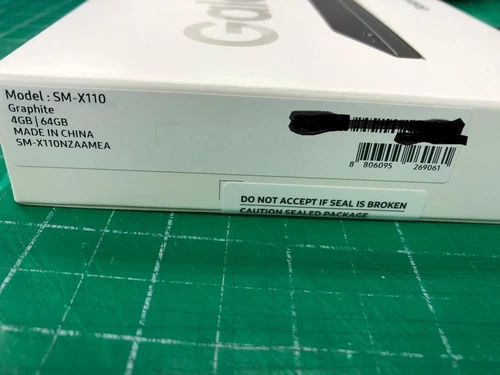 Gala
Model : SM-X110
Graphite
4GB | 64GB
MADE IN CHINA
SM-X110NZAAMEA
8 806095 269061
DO NOT ACCEPT IF SEAL IS BROKEN
CAUTION SEALED PACKAGE